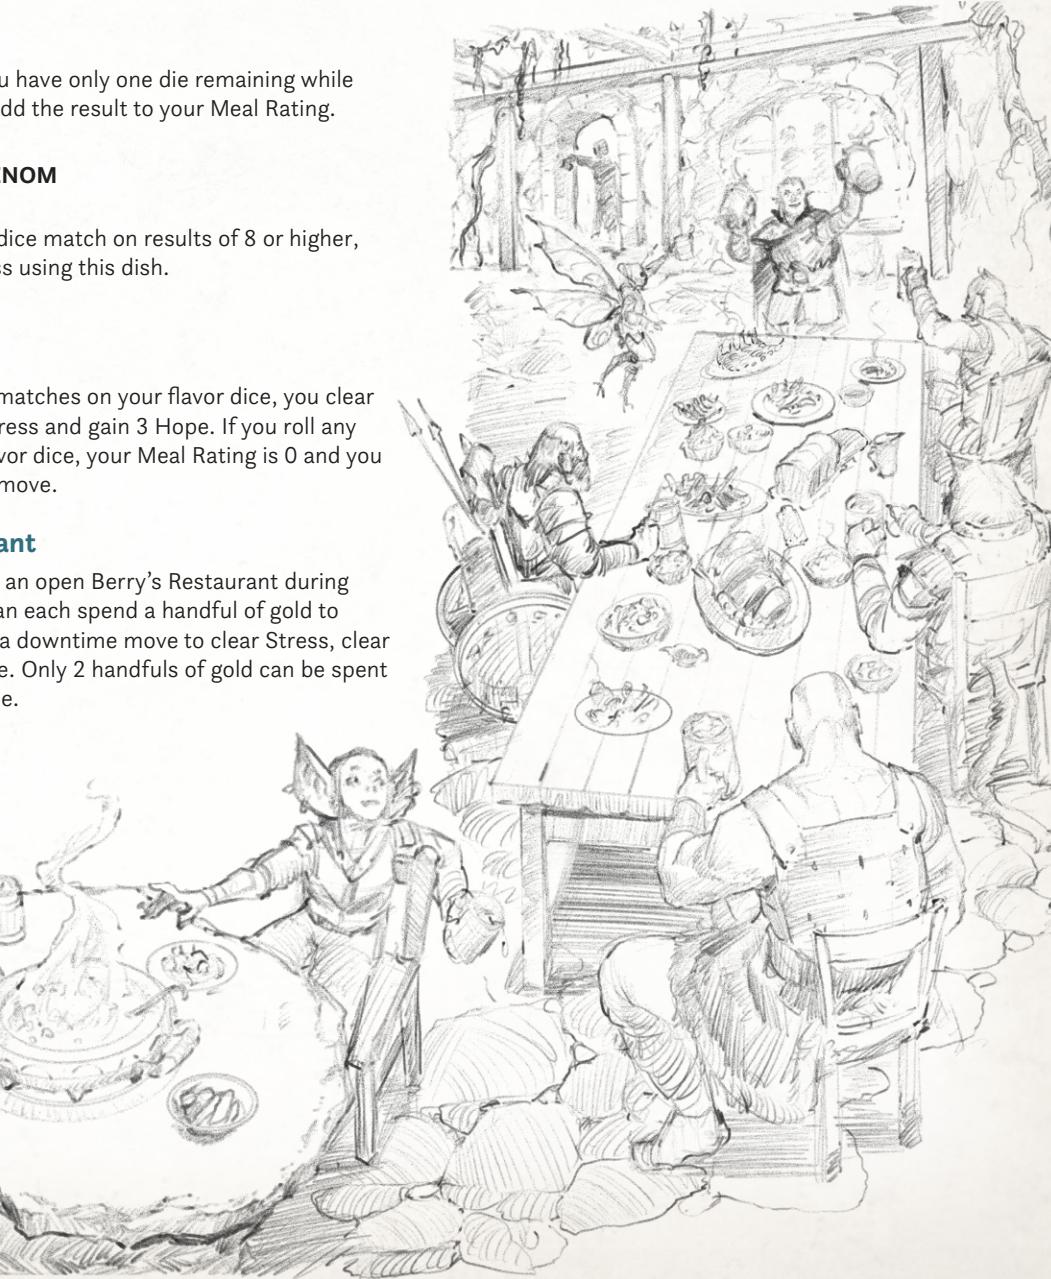 u have only one die remaining while
dd the result to your Meal Rating.
ENOM
dice match on results of 8 or higher,
ss using this dish.
matches on your flavor dice, you clear
ress and gain 3 Hope. If you roll any
vor dice, your Meal Rating is 0 and you
move.
ant
an open Berry’s Restaurant during
an each spend a handful of gold to
a downtime move to clear Stress, clear
e. Only 2 handfuls of gold can be spent
e.